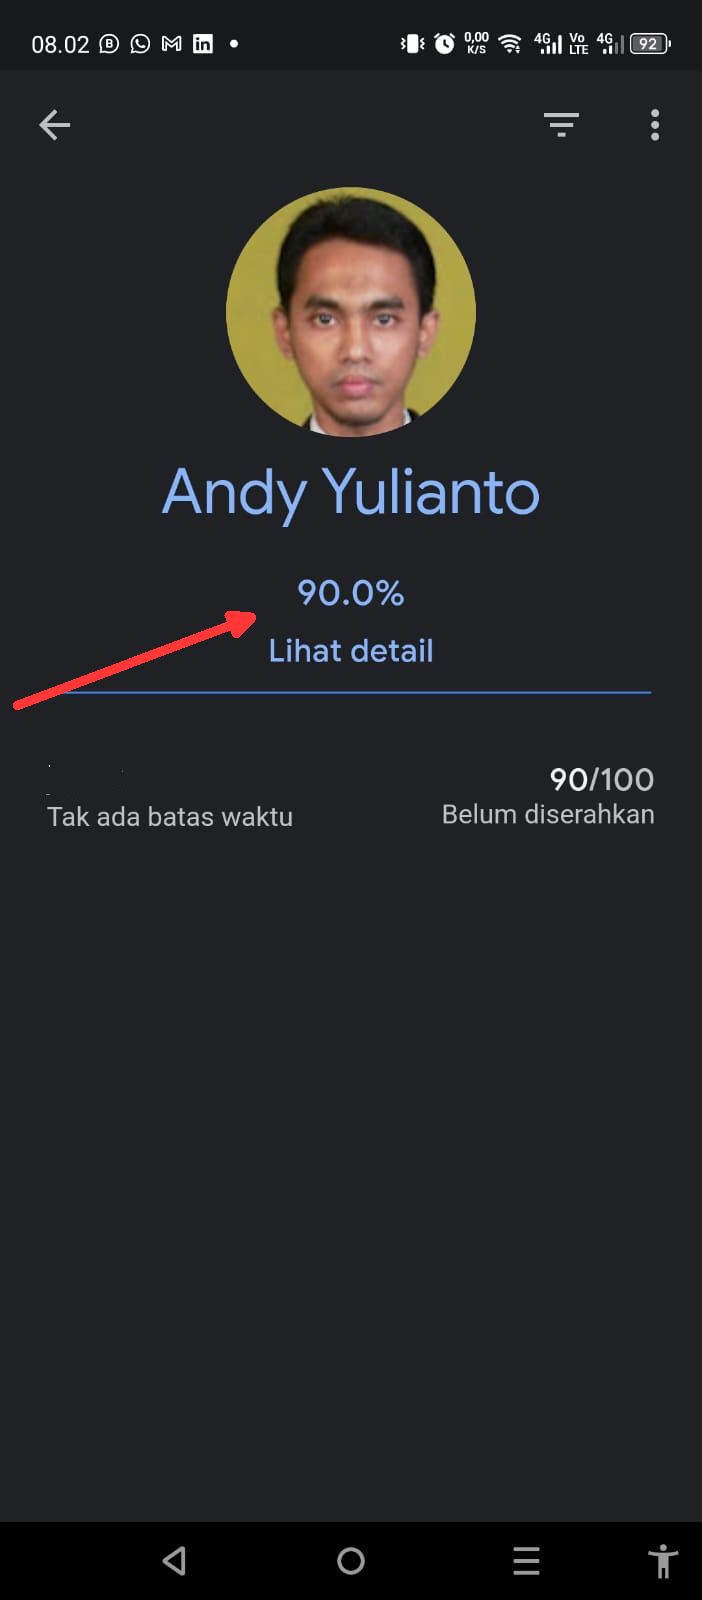 08.02
0,00
K/S
4G
Vo
LTE
4G
92
Andy Yulianto
90.0%
Lihat detail
90/100
Tak ada batas waktu
Belum diserahkan